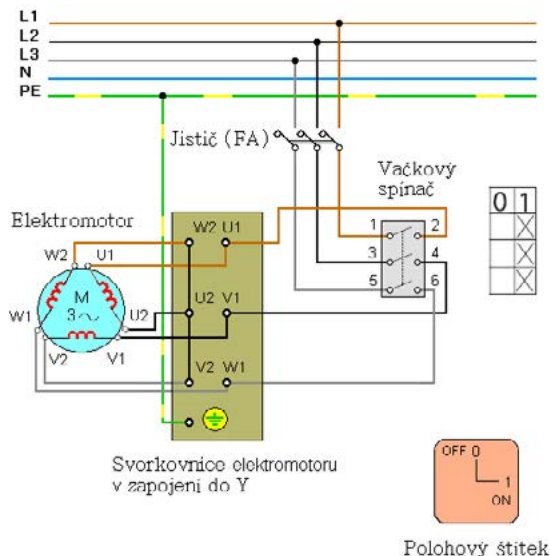 L1
L2
L3
N
PE
Jistič (FA)
Vačkový
spínač
0 1
X
X
X
1 2
3 4
5 6
Elektromotor
W2 U1
W2 U1
M
3
U2
W1
V2 V1
U2 V1
V2 W1
Svorkovnice elektromotoru
v zapojení do Y
OFF 0
1
ON
Polohový štítek